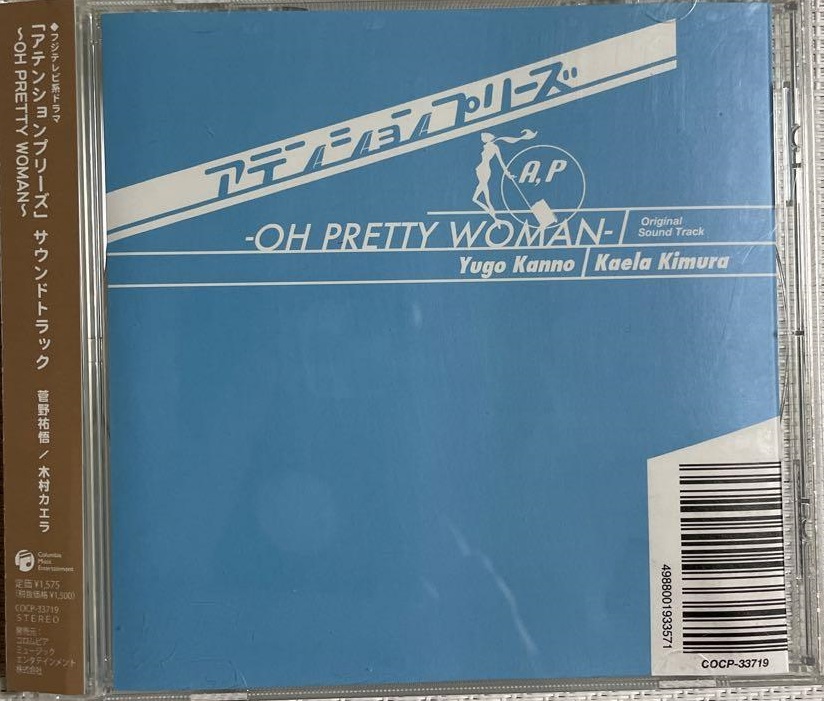 ◆フジテレビ系ドラマ
「アテンションプリーズ」サウンドトラック
～OH PRETTY WOMAN～
菅野祐悟／木村カエラ
Columbia
Music
Entertainment
定価¥1,575
(税抜価格¥1,500)
COCP-33719
STEREO
発売元：
コロムビア
ミュージック
エンタテインメント
株式会社
アテンションプリーズ
A,P
-OH PRETTY WOMAN-
Original
Sound Track
Yugo Kanno
Kaela Kimura
4988001933571
COCP-33719